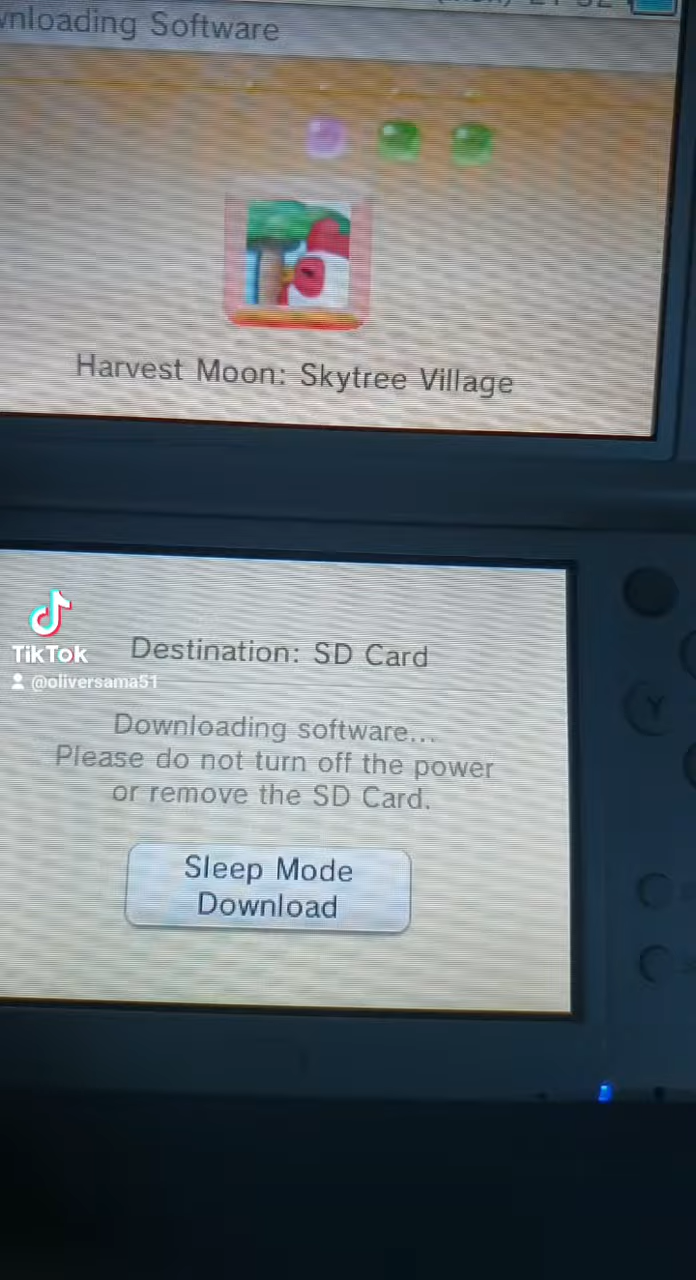 wnloading Software
Harvest Moon: Skytree Village
TikTok
@oliversama51
Destination: SD Card
Downloading software...
Please do not turn off the power
or remove the SD Card.
Sleep Mode
Download
Y